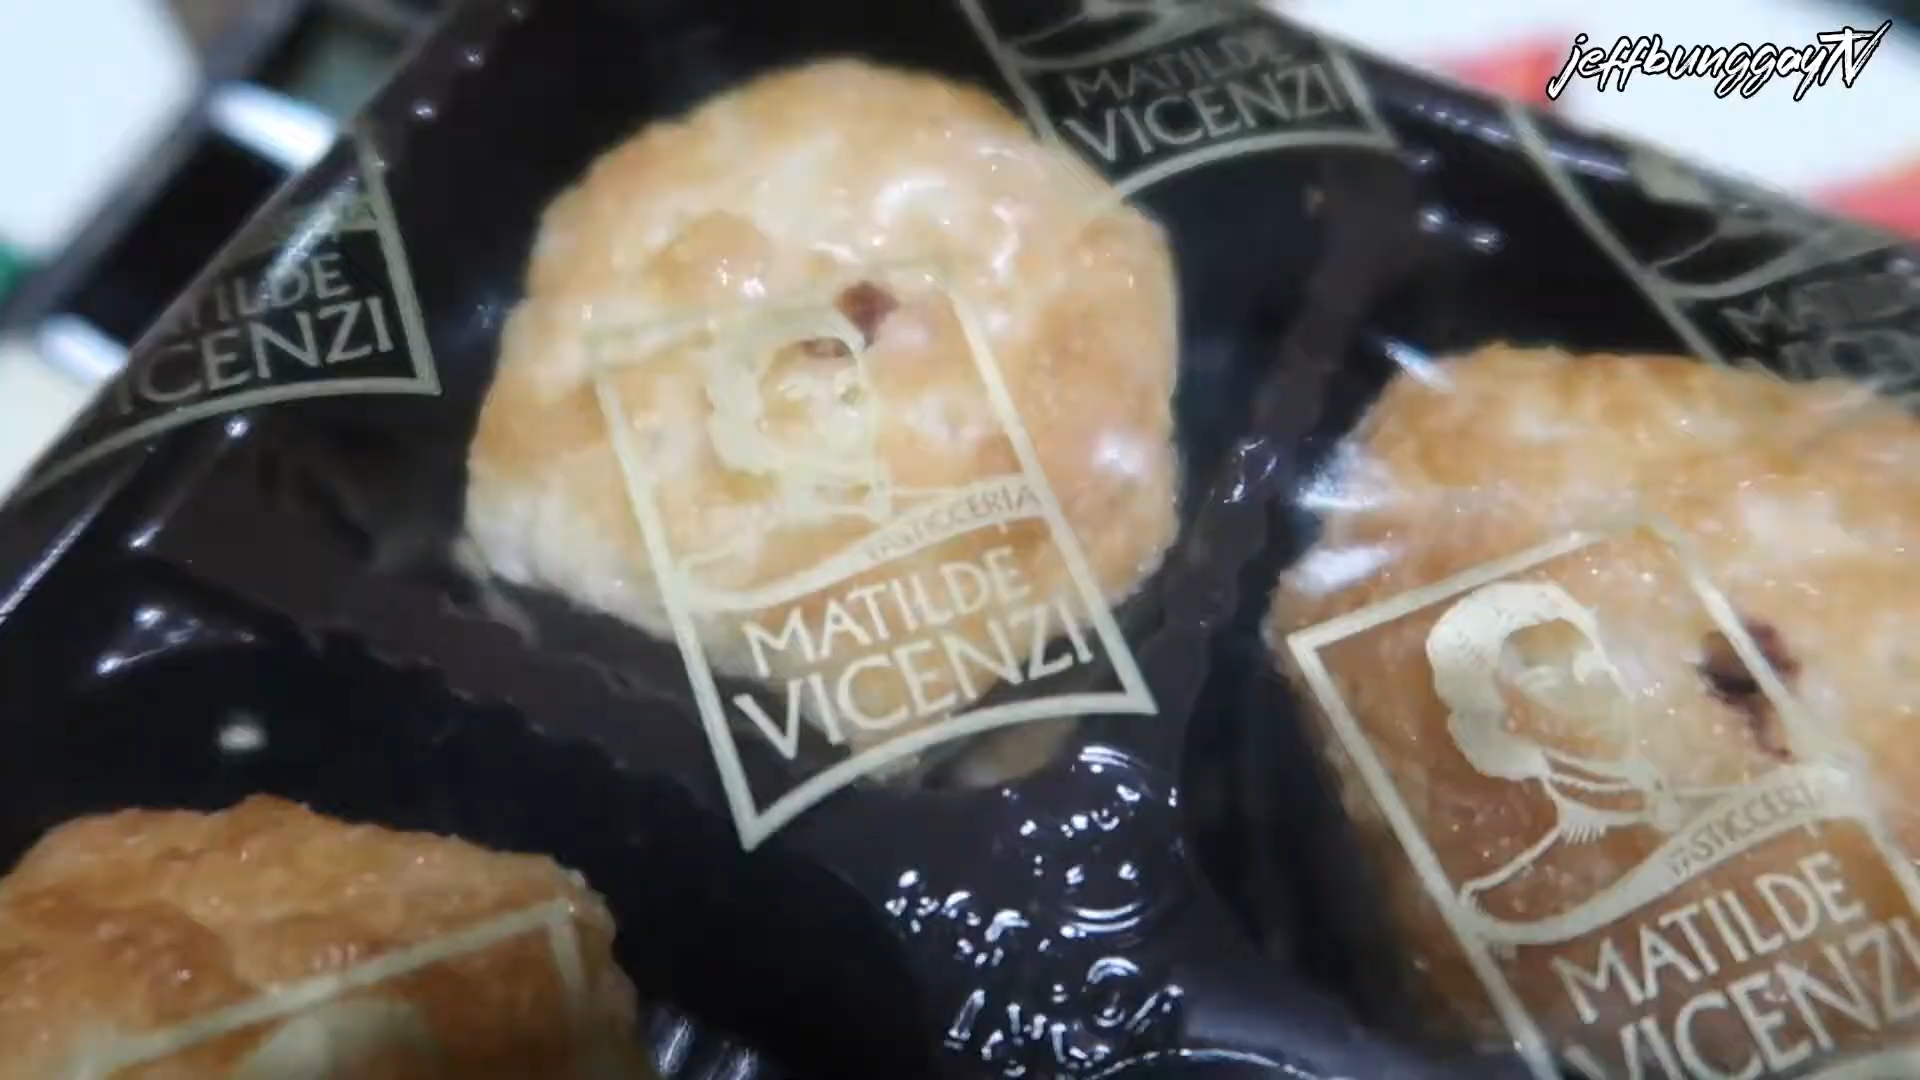 jeffbunggayTV
MATILDE
VICENZI
MATILDE
VICENZI
PASTICCERIA
MATILDE
VICENZI
PASTICCERIA
MATILDE
VICENZI